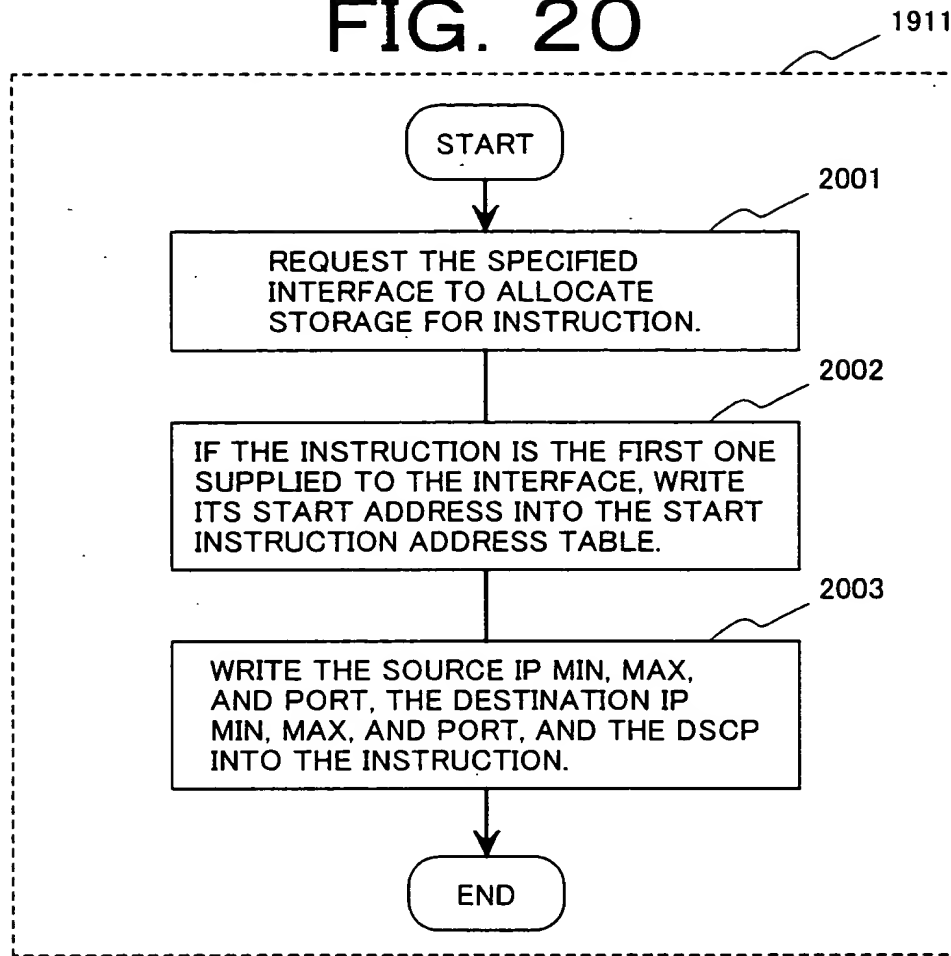 FIG. 20
1911
START
2001
REQUEST THE SPECIFIED
INTERFACE TO ALLOCATE
STORAGE FOR INSTRUCTION.
2002
IF THE INSTRUCTION IS THE FIRST ONE
SUPPLIED TO THE INTERFACE, WRITE
ITS START ADDRESS INTO THE START
INSTRUCTION ADDRESS TABLE.
2003
WRITE THE SOURCE IP MIN, MAX,
AND PORT, THE DESTINATION IP
MIN, MAX, AND PORT, AND THE DSCP
INTO THE INSTRUCTION.
END